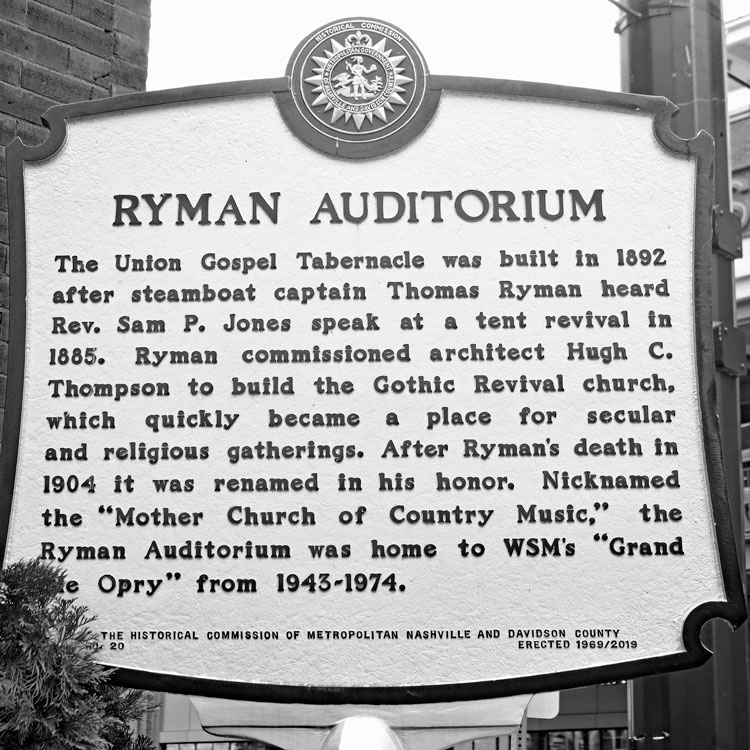 HISTORICAL COMMISSION
RYMAN AUDITORIUM
The Union Gospel Tabernacle was built in 1892
after steamboat captain Thomas Ryman heard
Rev. Sam P. Jones speak at a tent revival in
1885. Ryman commissioned architect Hugh C.
Thompson to build the Gothic Revival church,
which quickly became a place for secular
and religious gatherings. After Ryman's death in
1904 it was renamed in his honor. Nicknamed
the “Mother Church of Country Music,” the
Ryman Auditorium was home to WSM's “Grand
Opry” from 1943-1974.
THE HISTORICAL COMMISSION OF METROPOLITAN NASHVILLE AND DAVIDSON COUNTY
20 ERECTED 1969/2019